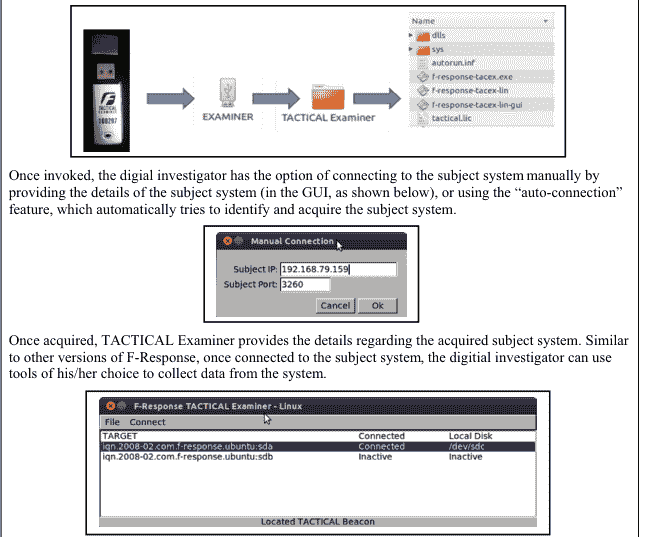 Name
dlls
sys
autorun.inf
f-response-tacex.exe
f-response-tacex-lin
f-response-tacex-lin-gui
tactical.lic
TACTICAL
EXAMINER
EXAMINER
TACTICAL Examiner
Once invoked, the digial investigator has the option of connecting to the subject system manually by
providing the details of the subject system (in the GUI, as shown below), or using the “auto-connection”
feature, which automatically tries to identify and acquire the subject system.
Manual Connection
Subject IP: 192.168.79.159
Subject Port: 3260
Cancel Ok
Once acquired, TACTICAL Examiner provides the details regarding the acquired subject system. Similar
to other versions of F-Response, once connected to the subject system, the digitial investigator can use
tools of his/her choice to collect data from the system.
F-Response TACTICAL Examiner - Linux
File Connect
TARGET Connected Local Disk
iqn.2008-02.com.f-response.ubuntu:sda Connected /dev/sdc
iqn.2008-02.com.f-response.ubuntu:sdb Inactive Inactive
Located TACTICAL Beacon